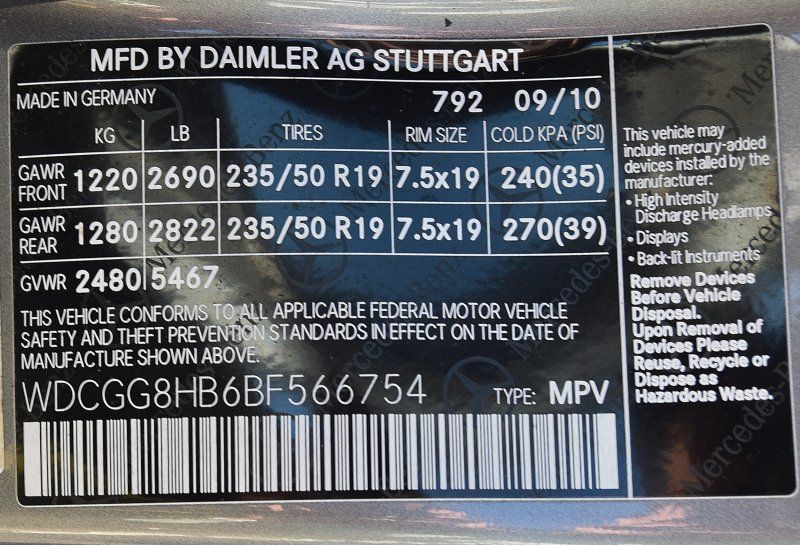 MFD BY DAIMLER AG STUTTGART
MADE IN GERMANY 792 09/10
KG LB TIRES RIM SIZE COLD KPA (PSI)
GAWR FRONT 1220 2690 235/50 R19 7.5x19 240(35)
GAWR REAR 1280 2822 235/50 R19 7.5x19 270(39)
GVWR 2480 5467
THIS VEHICLE CONFORMS TO ALL APPLICABLE FEDERAL MOTOR VEHICLE
SAFETY AND THEFT PREVENTION STANDARDS IN EFFECT ON THE DATE OF
MANUFACTURE SHOWN ABOVE.
WDCGG8HB6BF566754 TYPE: MPV
This vehicle may
include mercury-added
devices installed by the
manufacturer:
• High Intensity
Discharge Headlamps
• Displays
• Back-lit Instruments
Remove Devices
Before Vehicle
Disposal.
Upon Removal of
Devices Please
Reuse, Recycle or
Dispose as
Hazardous Waste.
Mercedes-Benz